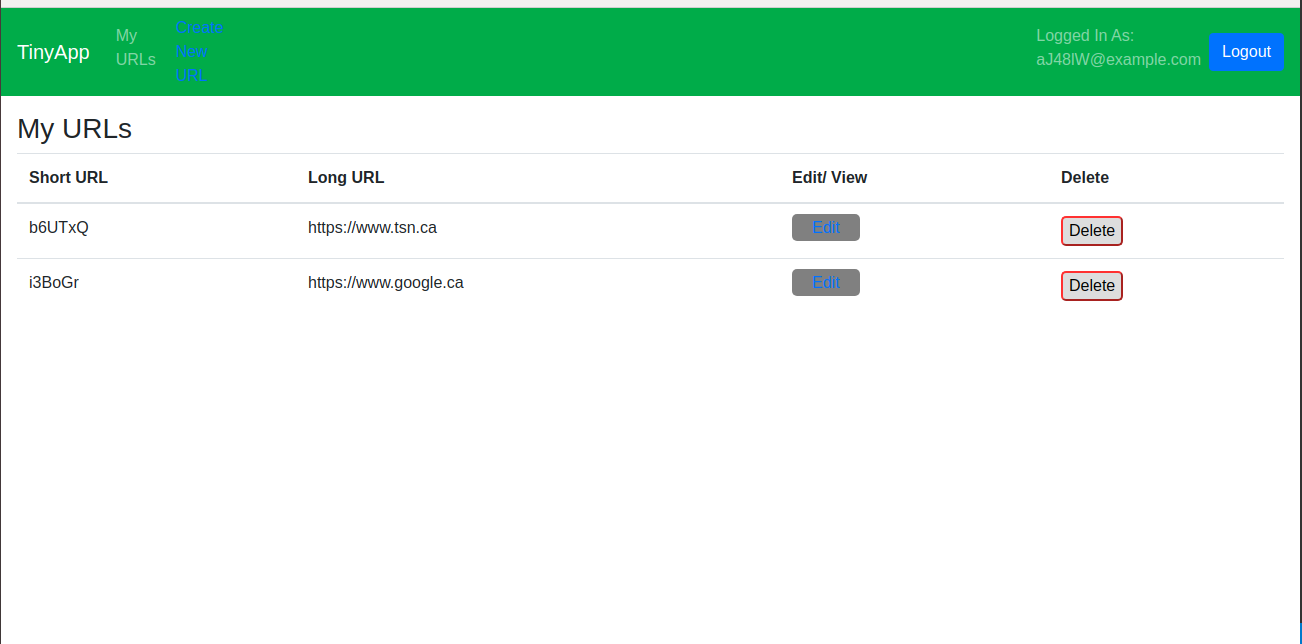 TinyApp
My
URLs
Create
New
URL
Logged In As:
aJ48lW@example.com
Logout
My URLs
Short URL Long URL Edit/ View Delete
b6UTxQ https://www.tsn.ca Edit Delete
i3BoGr https://www.google.ca Edit Delete